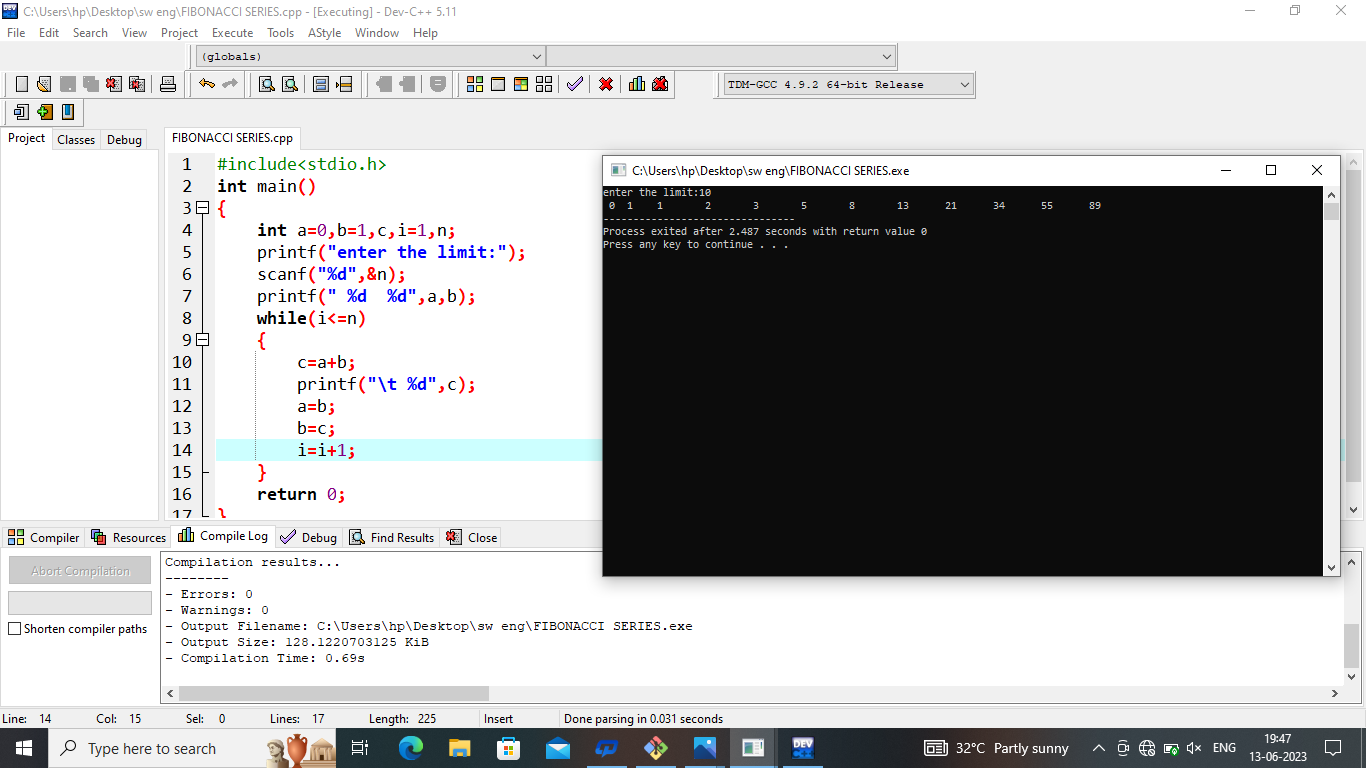 C:\Users\hp\Desktop\sw eng\FIBONACCI SERIES.cpp - [Executing] - Dev-C++ 5.11
File Edit Search View Project Execute Tools AStyle Window Help
(globals)
TDM-GCC 4.9.2 64-bit Release
Project Classes Debug
FIBONACCI SERIES.cpp
1 #include<stdio.h>
2 int main()
3 {
4 int a=0,b=1,c,i=1,n;
5 printf("enter the limit:");
6 scanf("%d",&n);
7 printf(" %d  %d",a,b);
8 while(i<=n)
9 {
10 c=a+b;
11 printf("\t %d",c);
12 a=b;
13 b=c;
14 i=i+1;
15 }
16 return 0;
17 }
C:\Users\hp\Desktop\sw eng\FIBONACCI SERIES.exe
enter the limit:10
0 1 1 2 3 5 8 13 21 34 55 89
--------------------------------
Process exited after 2.487 seconds with return value 0
Press any key to continue . . .
Compiler Resources Compile Log Debug Find Results Close
Abort Compilation
Shorten compiler paths
Compilation results...
--------
- Errors: 0
- Warnings: 0
- Output Filename: C:\Users\hp\Desktop\sw eng\FIBONACCI SERIES.exe
- Output Size: 128.1220703125 KiB
- Compilation Time: 0.69s
Line: 14 Col: 15 Sel: 0 Lines: 17 Length: 225 Insert Done parsing in 0.031 seconds
Type here to search
DEV
32°C Partly sunny
ENG
19:47
13-06-2023